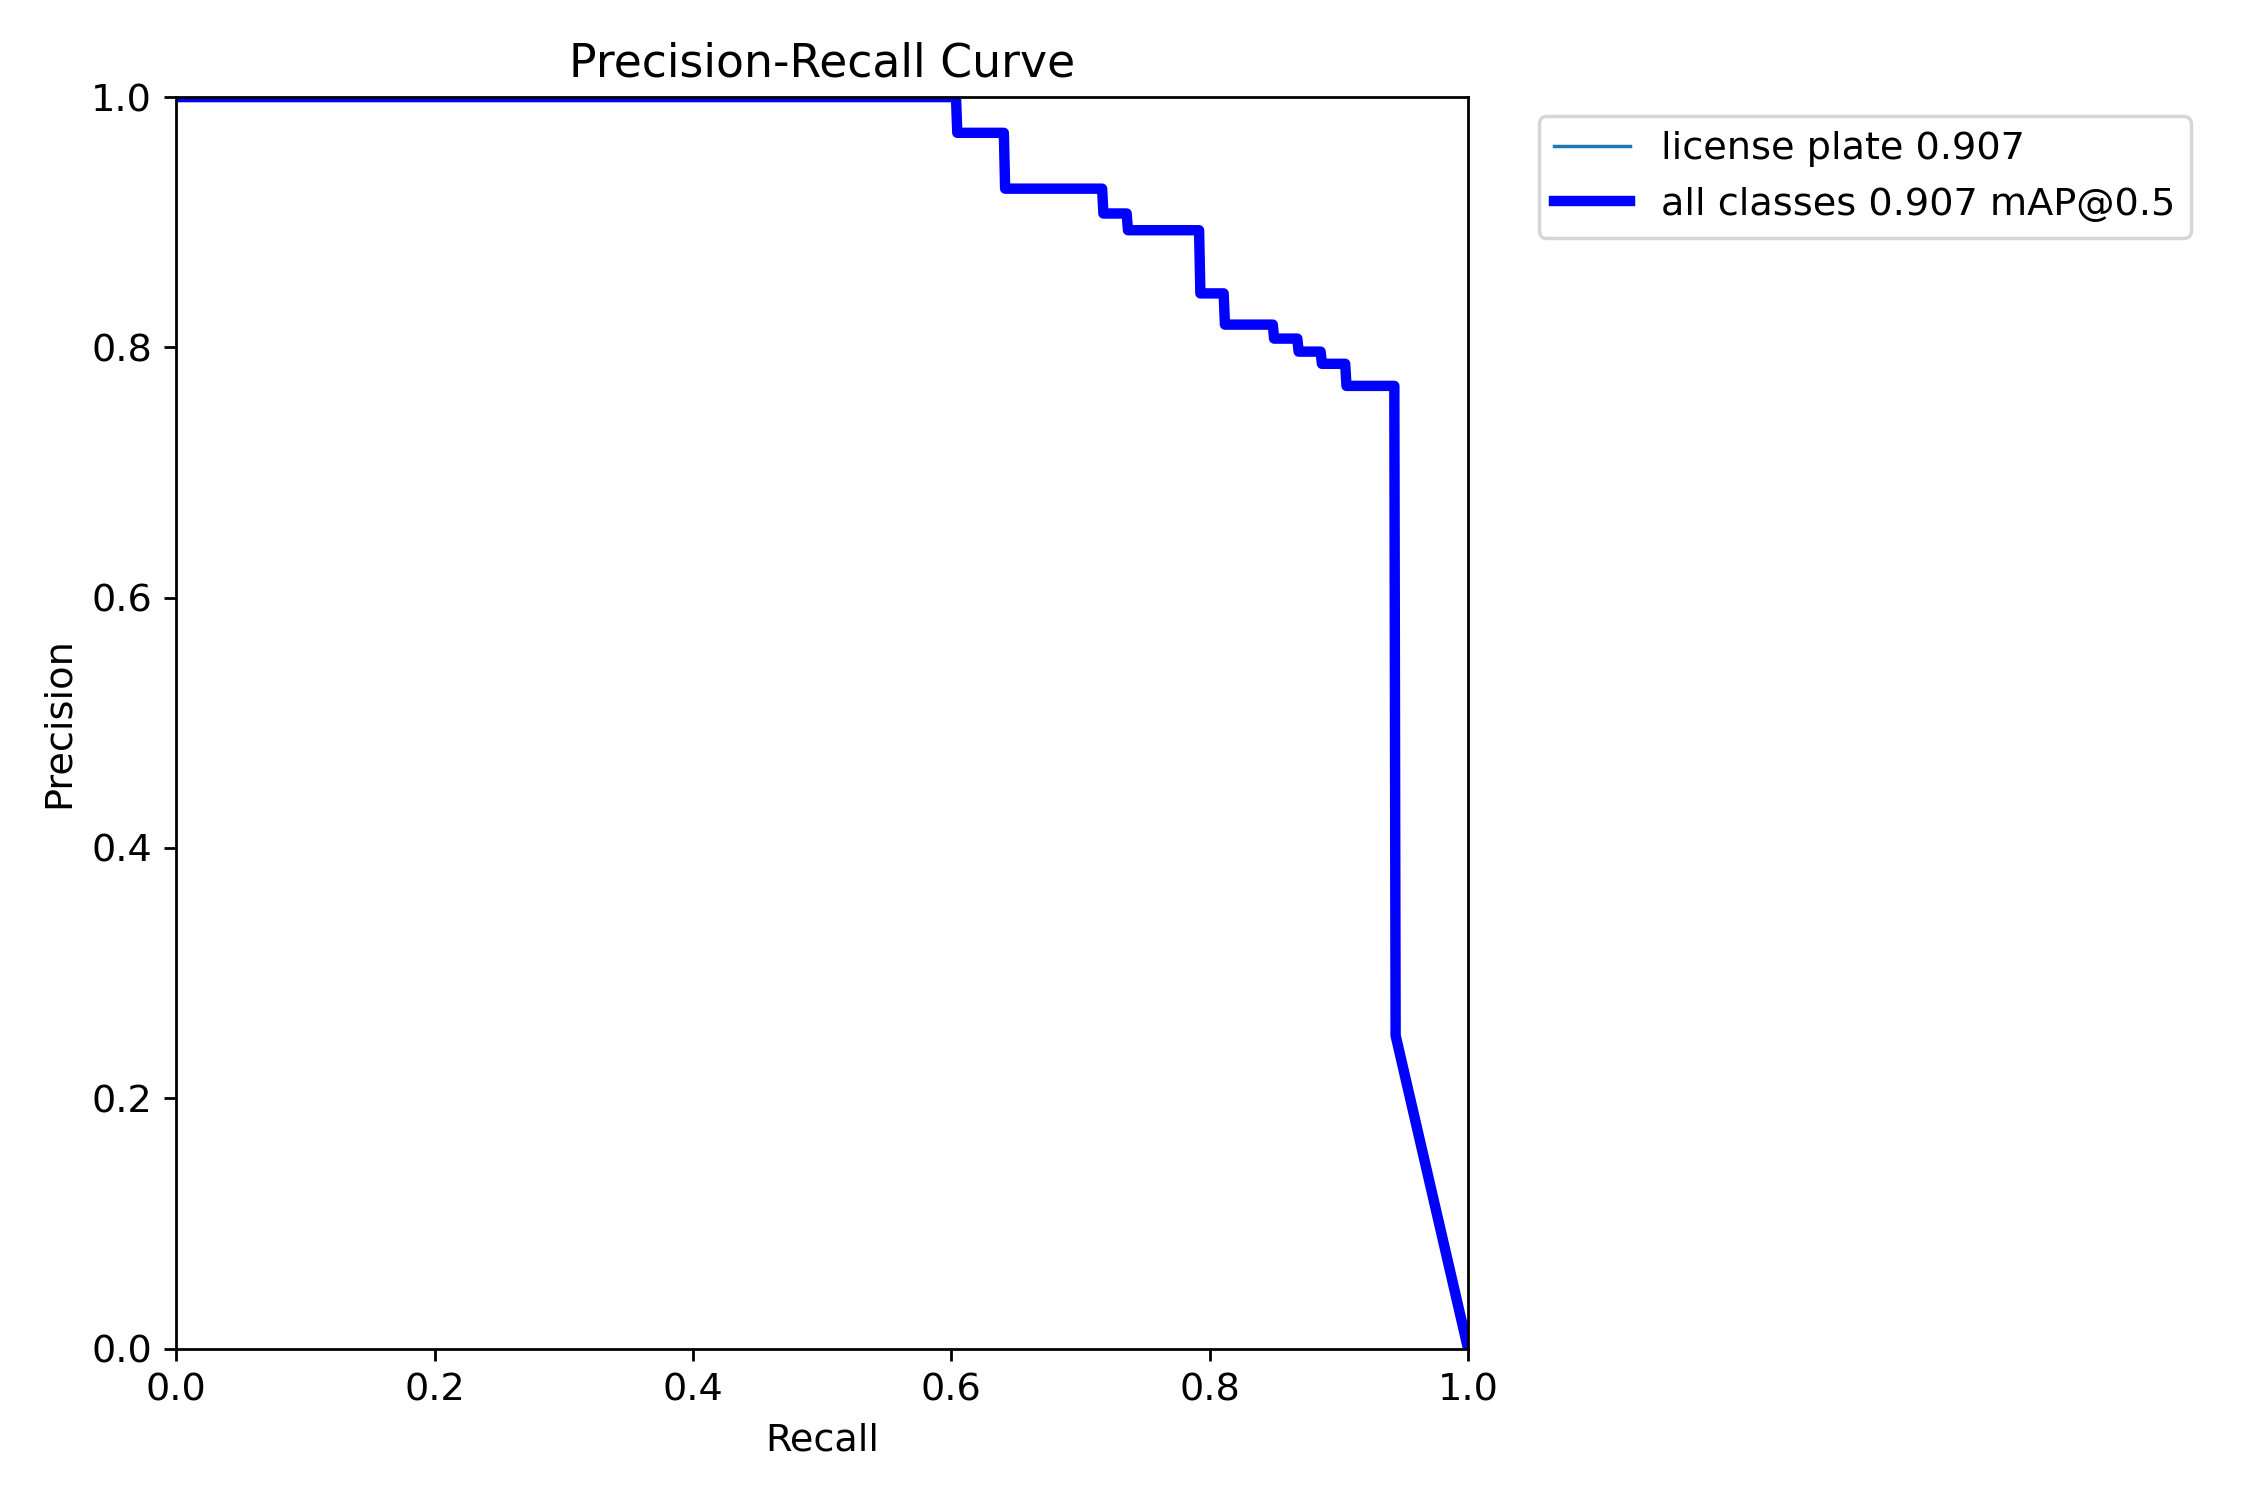 Precision-Recall Curve
license plate 0.907
all classes 0.907 mAP@0.5
Precision
1.0
0.8
0.6
0.4
0.2
0.0
0.0 0.2 0.4 0.6 0.8 1.0
Recall